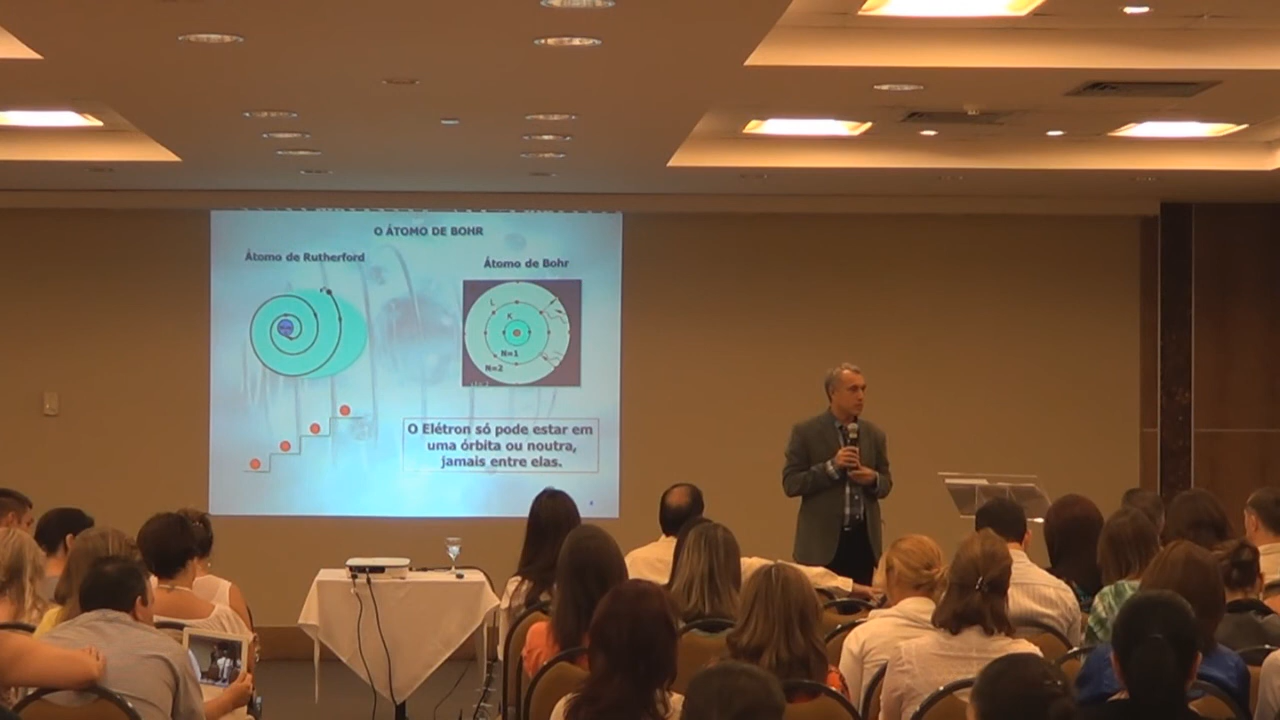 O ÁTOMO DE BOHR
Átomo de Rutherford
Átomo de Bohr
L
K
N=1
N=2
O Elétron só pode estar em
uma órbita ou noutra,
jamais entre elas.